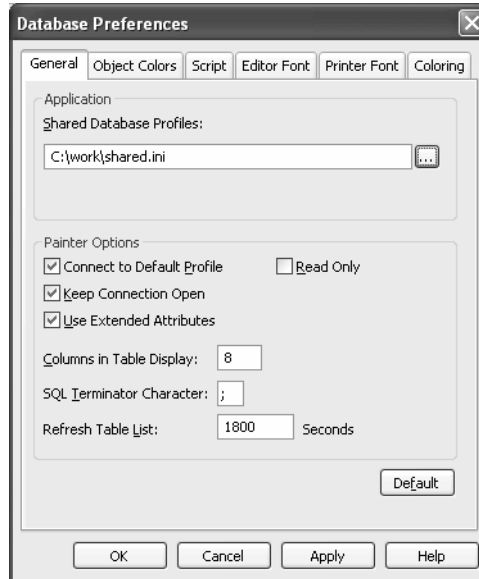 Database Preferences
General Object Colors Script Editor Font Printer Font Coloring
Application
Shared Database Profiles:
C:\work\shared.ini ...
Painter Options
Connect to Default Profile Read Only
Keep Connection Open
Use Extended Attributes
Columns in Table Display: 8
SQL Terminator Character: ;
Refresh Table List: 1800 Seconds
Default
OK Cancel Apply Help